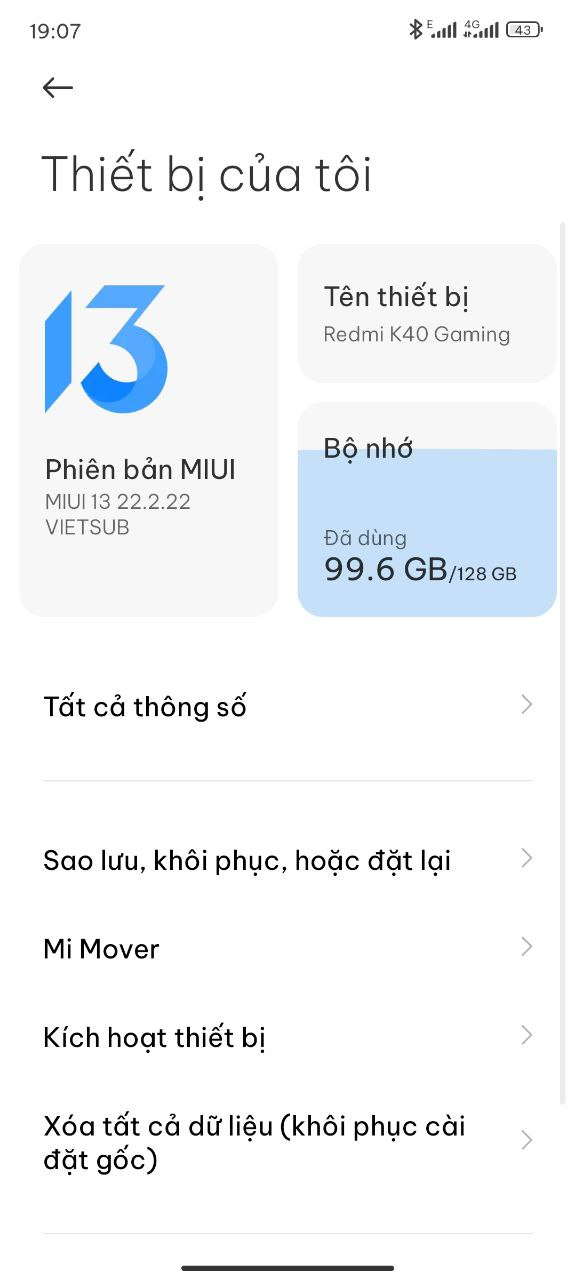 19:07
E 4G 43
Thiết bị của tôi
13
Phiên bản MIUI
MIUI 13 22.2.22
VIETSUB
Tên thiết bị
Redmi K40 Gaming
Bộ nhớ
Đã dùng
99.6 GB/128 GB
Tất cả thông số
Sao lưu, khôi phục, hoặc đặt lại
Mi Mover
Kích hoạt thiết bị
Xóa tất cả dữ liệu (khôi phục cài
đặt gốc)